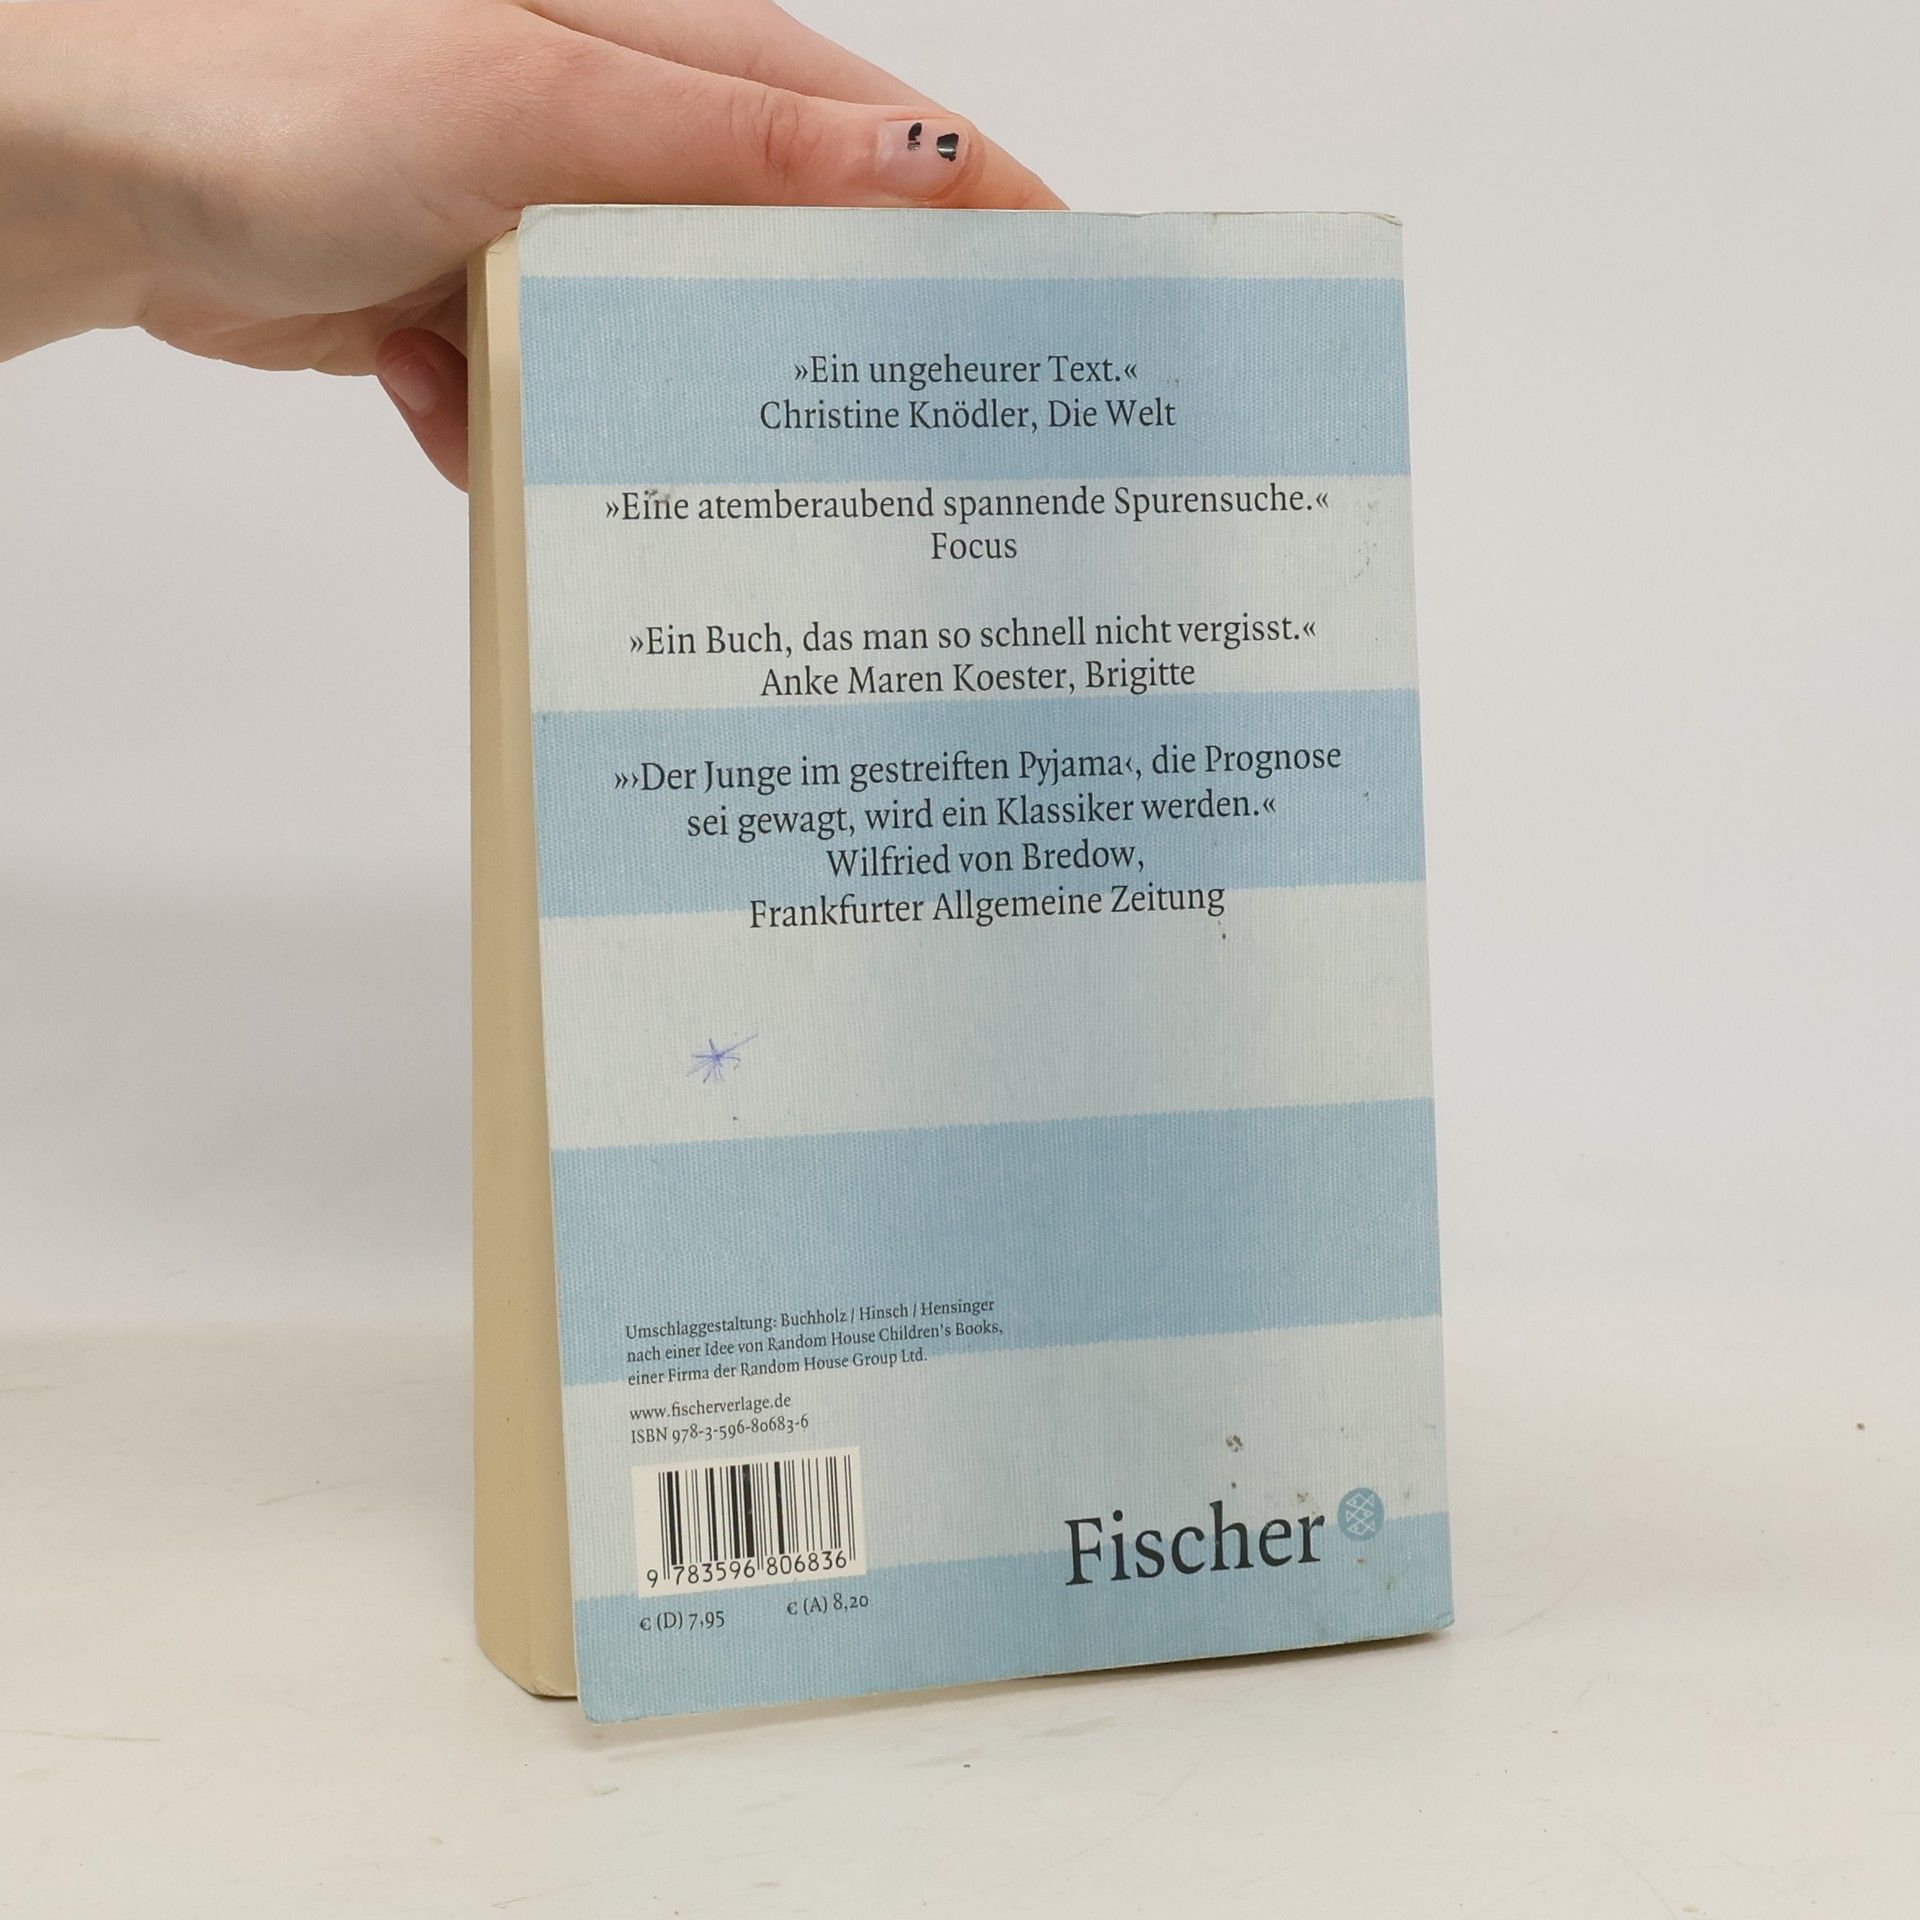 »Ein ungeheurer Text.«
Christine Knödler, Die Welt
»Eine atemberaubend spannende Spurensuche.«
Focus
»Ein Buch, das man so schnell nicht vergisst.«
Anke Maren Koester, Brigitte
»›Der Junge im gestreiften Pyjama‹, die Prognose
sei gewagt, wird ein Klassiker werden.«
Wilfried von Bredow,
Frankfurter Allgemeine Zeitung
Umschlaggestaltung: Buchholz / Hinsch / Hensinger
nach einer Idee von Random House Children's Books,
einer Firma der Random House Group Ltd.
www.fischerverlage.de
ISBN 978-3-596-80683-6
9 783596 806836
€ (D) 7,95 € (A) 8,20
Fischer